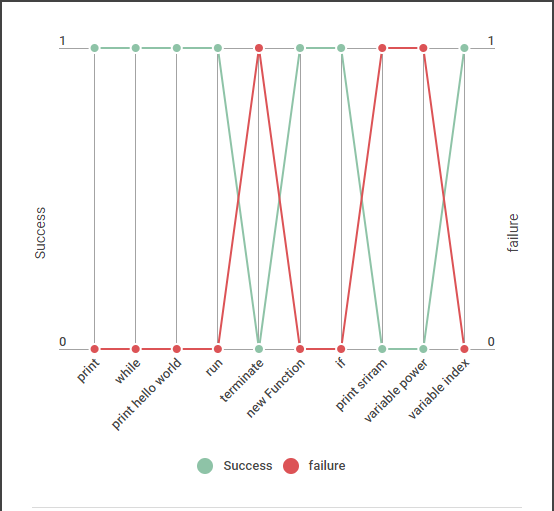 1 1
Success
failure
0 0
print
while
print hello world
run
terminate
new Function
if
print sriram
variable power
variable index
Success failure